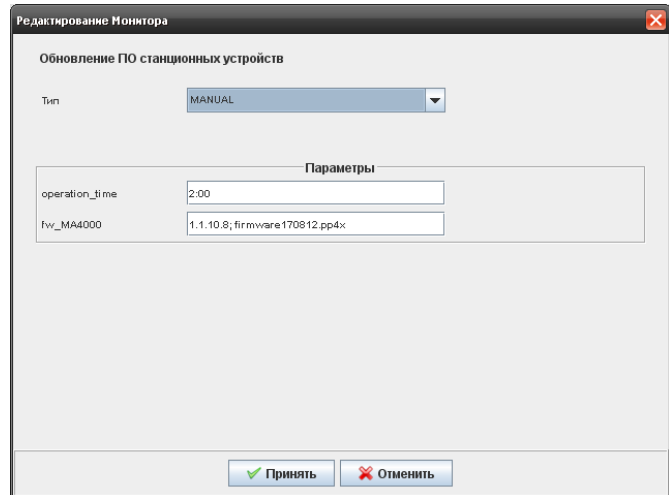 Редактирование Монитора
Обновление ПО станционных устройств
Тип MANUAL
Параметры
operation_time 2:00
fw_MA4000 1.1.10.8; firmware170812.pp4x
Принять Отменить